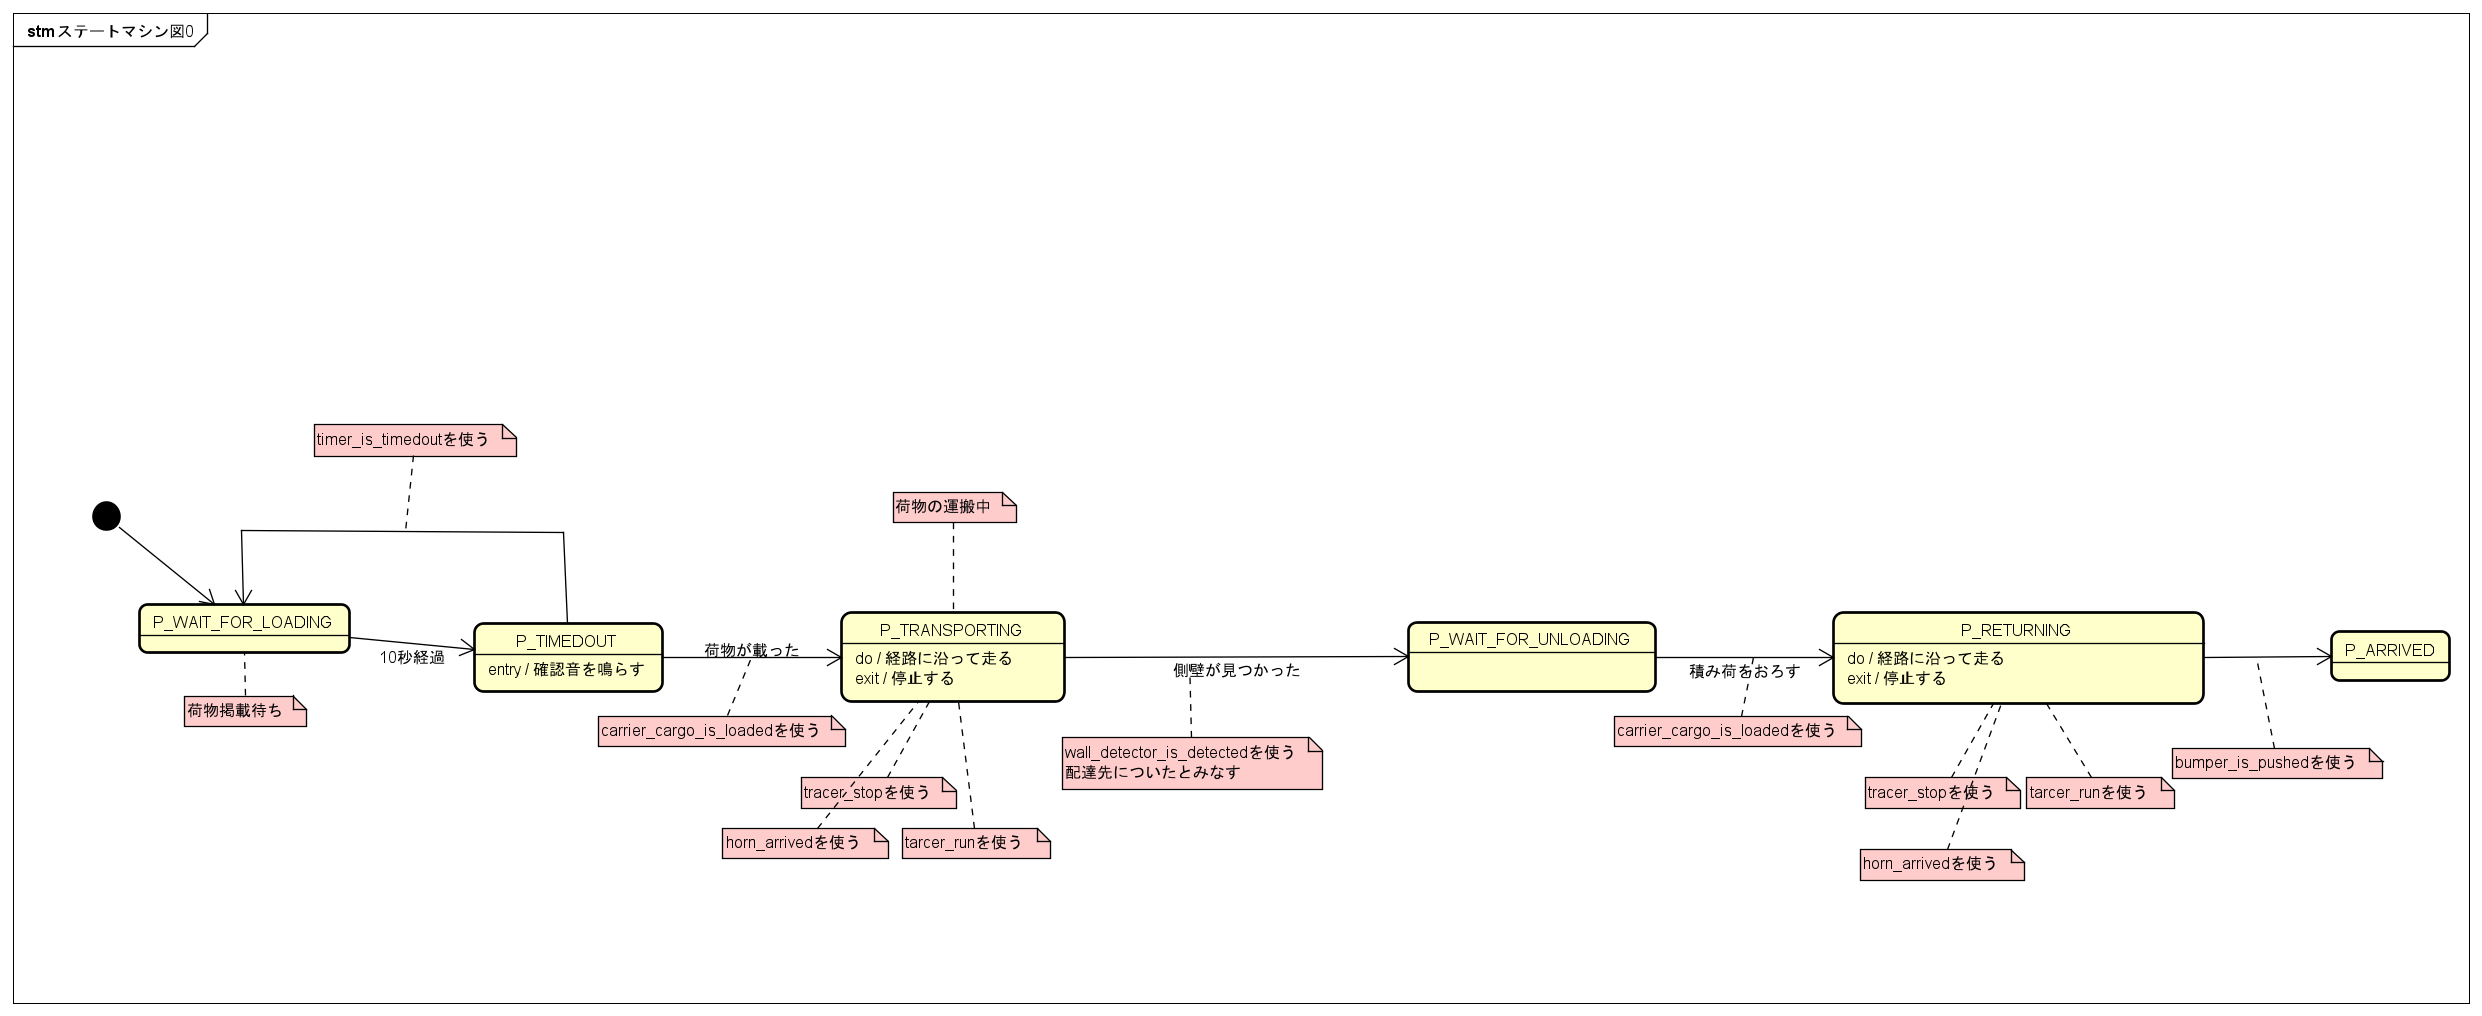 stm ステートマシン図0
timer_is_timedoutを使う
荷物の運搬中
P_WAIT_FOR_LOADING
10秒経過
荷物掲載待ち
P_TIMEDOUT
entry / 確認音を鳴らす
荷物が載った
carrier_cargo_is_loadedを使う
P_TRANSPORTING
do / 経路に沿って走る
exit / 停止する
tracer_stopを使う
horn_arrivedを使う
tarcer_runを使う
側壁が見つかった
wall_detector_is_detectedを使う
配達先についたとみなす
P_WAIT_FOR_UNLOADING
積み荷をおろす
carrier_cargo_is_loadedを使う
P_RETURNING
do / 経路に沿って走る
exit / 停止する
tracer_stopを使う
tarcer_runを使う
horn_arrivedを使う
bumper_is_pushedを使う
P_ARRIVED